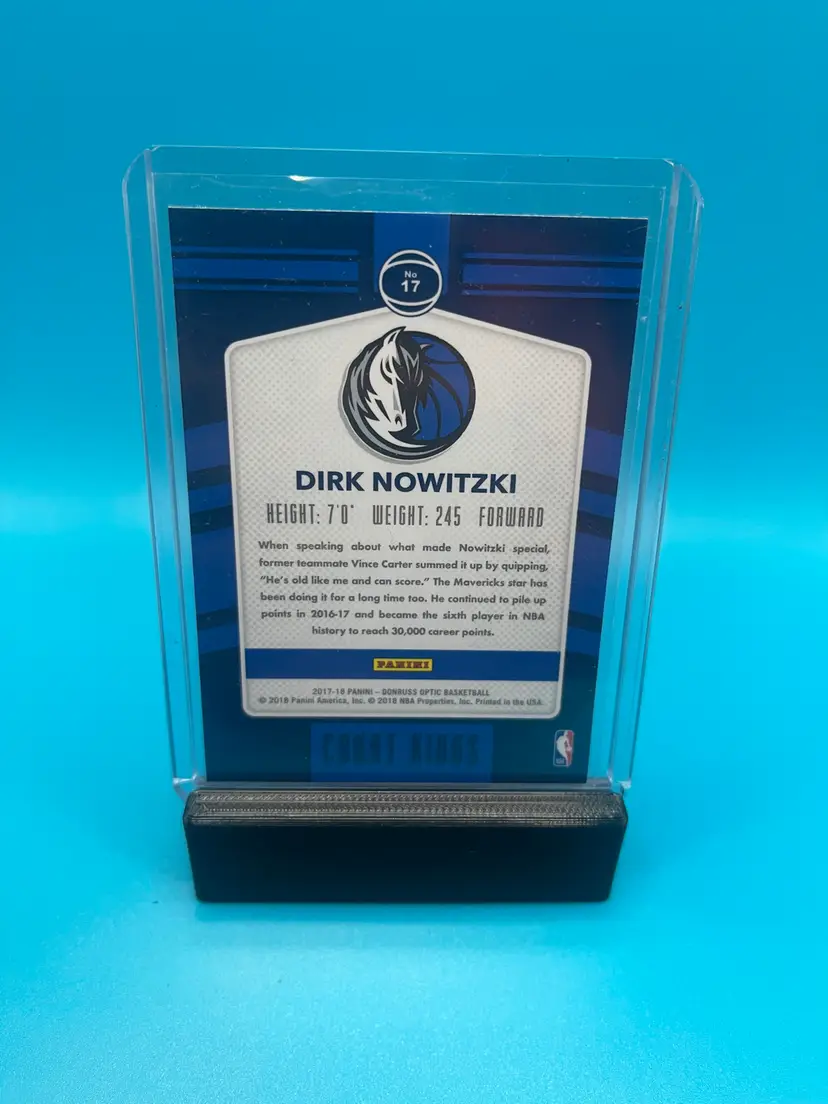 No
17
DIRK NOWITZKI
HEIGHT: 7'0" WEIGHT: 245 FORWARD
When speaking about what made Nowitzki special,
former teammate Vince Carter summed it up by quipping,
"He's old like me and can score." The Mavericks star has
been doing it for a long time too. He continued to pile up
points in 2016-17 and became the sixth player in NBA
history to reach 30,000 career points.
PANINI
2017-18 PANINI – DONRUSS OPTIC BASKETBALL
© 2018 Panini America, Inc. © 2018 NBA Properties, Inc. Printed in the USA.
COURT KINGS